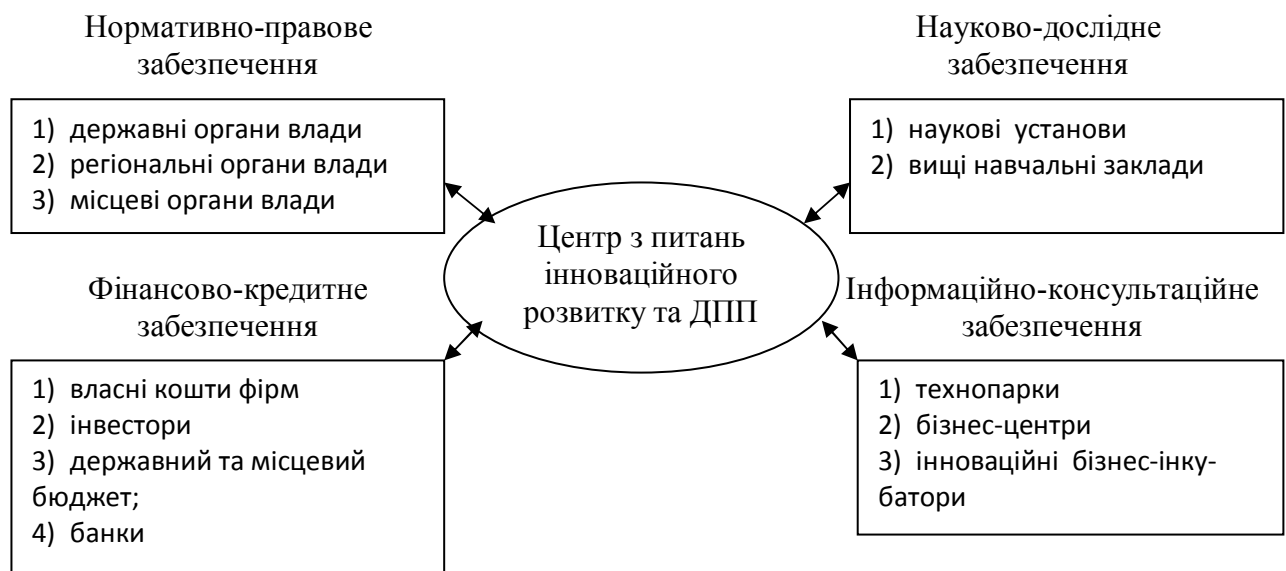 Нормативно-правове
забезпечення
1) державні органи влади
2) регіональні органи влади
3) місцеві органи влади
Науково-дослідне
забезпечення
1) наукові установи
2) вищі навчальні заклади
Центр з питань
інноваційного
розвитку та ДПП
Фінансово-кредитне
забезпечення
1) власні кошти фірм
2) інвестори
3) державний та місцевий
бюджет;
4) банки
Інформаційно-консультаційне
забезпечення
1) технопарки
2) бізнес-центри
3) інноваційні бізнес-інку-
батори